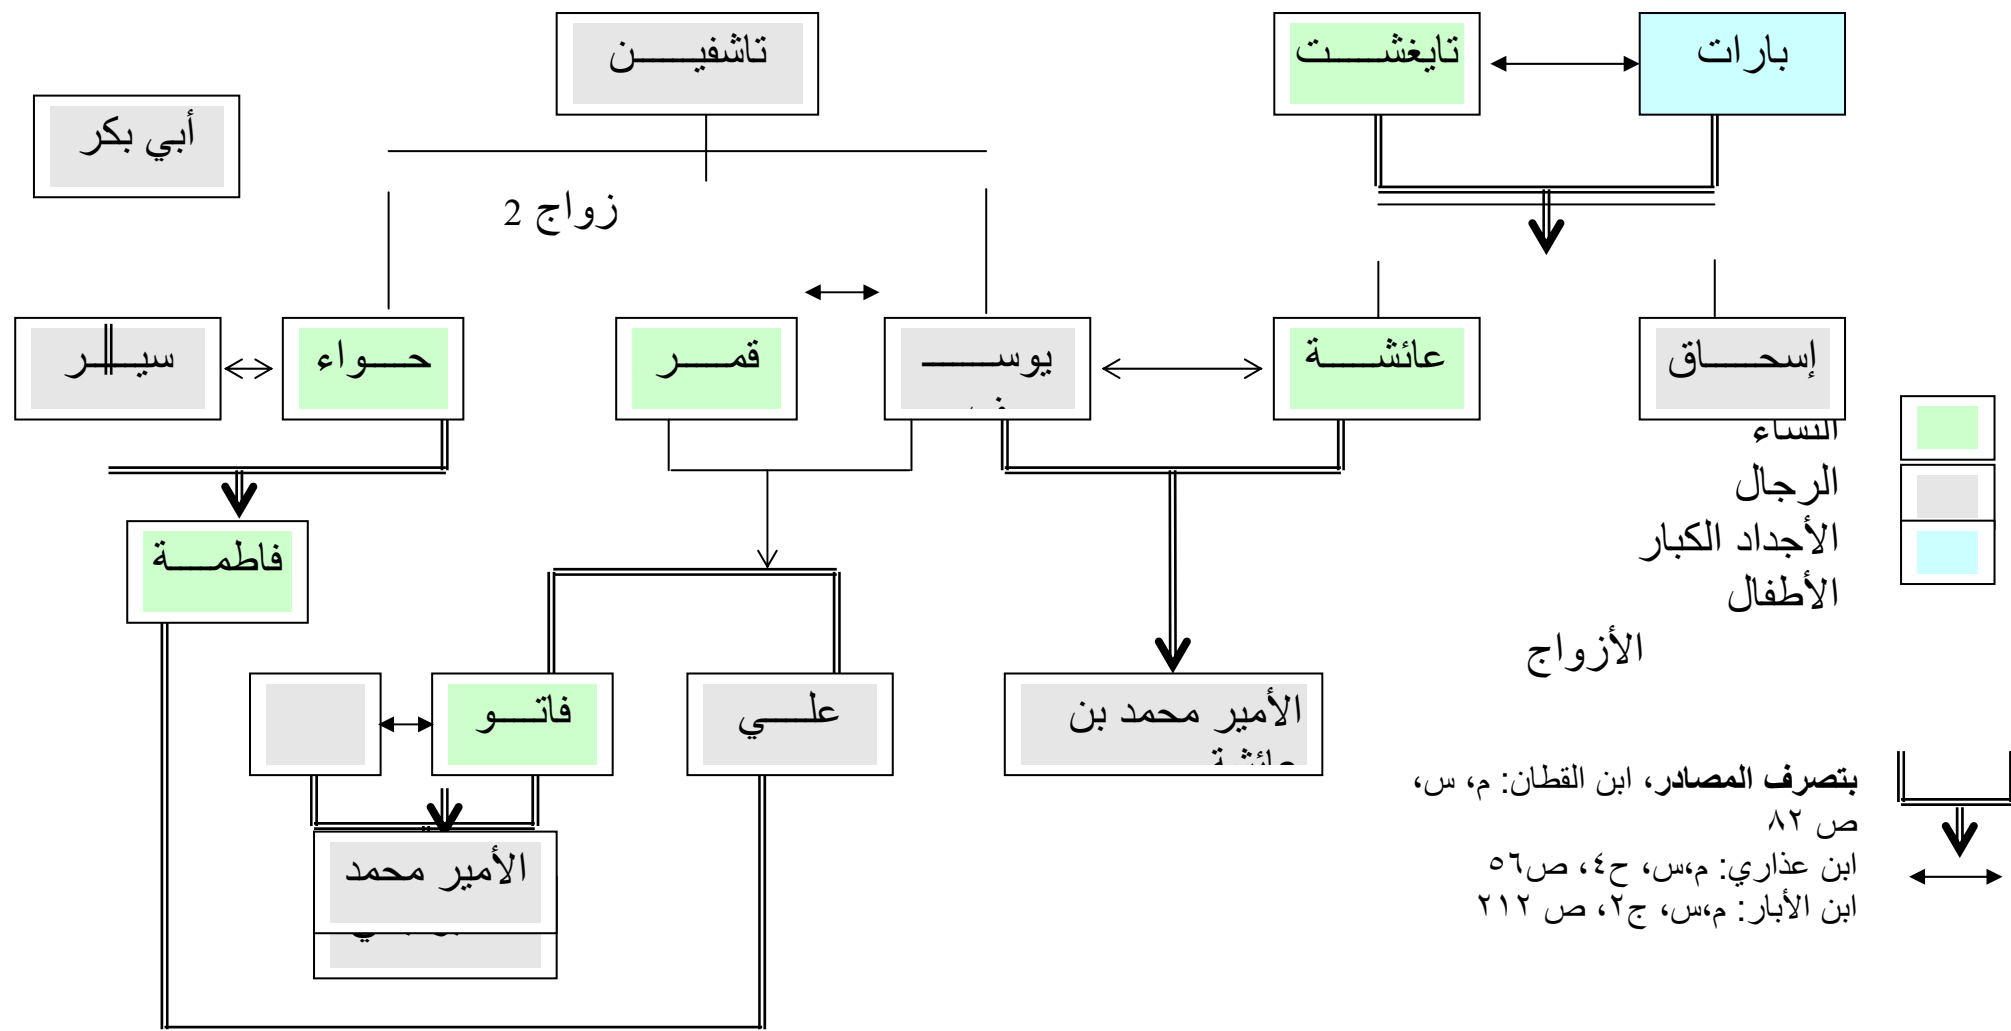 بارات
تايغشت
تاشفين
أبي بكر
زواج 2
إسحاق
عائشة
يوسف
قمر
حواء
سير
النساء
الرجال
الأجداد الكبار
الأطفال
الأزواج
فاطمة
الأمير محمد بن
عائشة
علي
فاتو
الأمير محمد
بتصرف المصادر، ابن القطان: م، س،
ص ٨٢
ابن عذاري: م،س، ح٤، ص٥٦
ابن الأبار: م،س، ج٢، ص ٢١٢